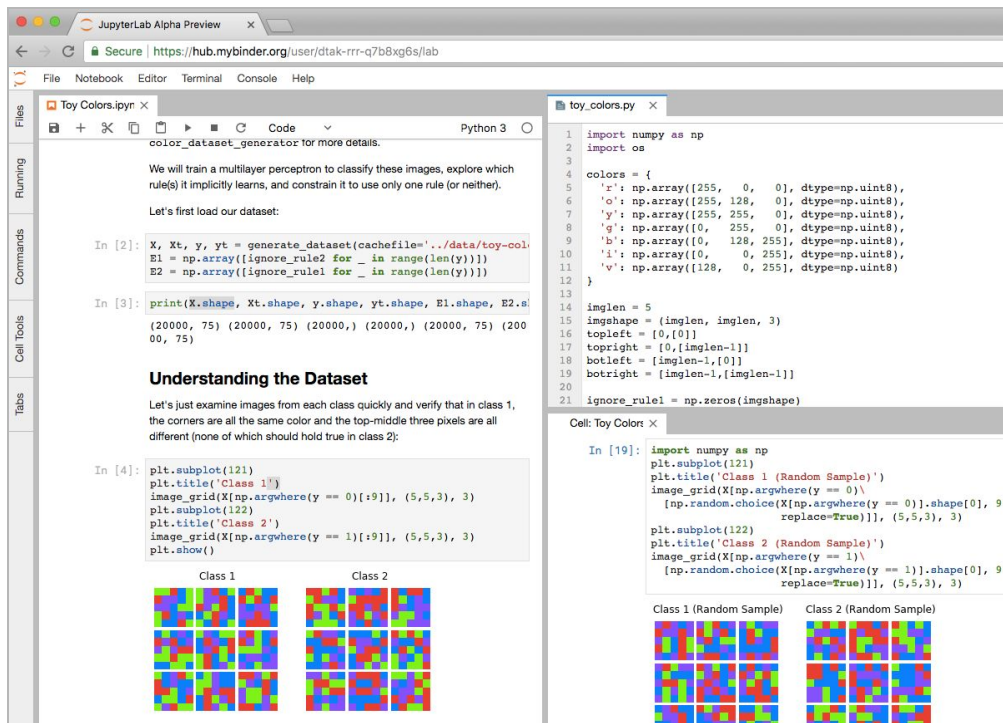 JupyterLab Alpha Preview
Secure | https://hub.mybinder.org/user/dtak-rrr-q7b8xg6s/lab
File Notebook Editor Terminal Console Help
Files
Running
Commands
Cell Tools
Tabs
Toy Colors.ipyn
Code
Python 3
color_dataset_generator for more details.
We will train a multilayer perceptron to classify these images, explore which
rule(s) it implicitly learns, and constrain it to use only one rule (or neither).
Let's first load our dataset:
In [2]: X, Xt, y, yt = generate_dataset(cachefile='../data/toy-col
E1 = np.array([ignore_rule2 for _ in range(len(y))])
E2 = np.array([ignore_rule1 for _ in range(len(y))])
In [3]: print(X.shape, Xt.shape, y.shape, yt.shape, E1.shape, E2.s
(20000, 75) (20000, 75) (20000,) (20000,) (20000, 75) (200
00, 75)
Understanding the Dataset
Let's just examine images from each class quickly and verify that in class 1,
the corners are all the same color and the top-middle three pixels are all
different (none of which should hold true in class 2):
In [4]: plt.subplot(121)
plt.title('Class 1')
image_grid(X[np.argwhere(y == 0)[:9]], (5,5,3), 3)
plt.subplot(122)
plt.title('Class 2')
image_grid(X[np.argwhere(y == 1)[:9]], (5,5,3), 3)
plt.show()
Class 1 Class 2
toy_colors.py
1 import numpy as np
2 import os
3
4 colors = {
5 'r': np.array([255, 0, 0], dtype=np.uint8),
6 'o': np.array([255, 128, 0], dtype=np.uint8),
7 'y': np.array([255, 255, 0], dtype=np.uint8),
8 'g': np.array([0, 255, 0], dtype=np.uint8),
9 'b': np.array([0, 128, 255], dtype=np.uint8),
10 'i': np.array([0, 0, 255], dtype=np.uint8),
11 'v': np.array([128, 0, 255], dtype=np.uint8)
12 }
13
14 imglen = 5
15 imgshape = (imglen, imglen, 3)
16 topleft = [0,[0]]
17 topright = [0,[imglen-1]]
18 botleft = [imglen-1,[0]]
19 botright = [imglen-1,[imglen-1]]
20
21 ignore_rule1 = np.zeros(imgshape)
Cell: Toy Colors
In [19]: import numpy as np
plt.subplot(121)
plt.title('Class 1 (Random Sample)')
image_grid(X[np.argwhere(y == 0)\
[np.random.choice(X[np.argwhere(y == 0)].shape[0], 9
replace=True)]], (5,5,3), 3)
plt.subplot(122)
plt.title('Class 2 (Random Sample)')
image_grid(X[np.argwhere(y == 1)\
[np.random.choice(X[np.argwhere(y == 1)].shape[0], 9
replace=True)]], (5,5,3), 3)
Class 1 (Random Sample) Class 2 (Random Sample)